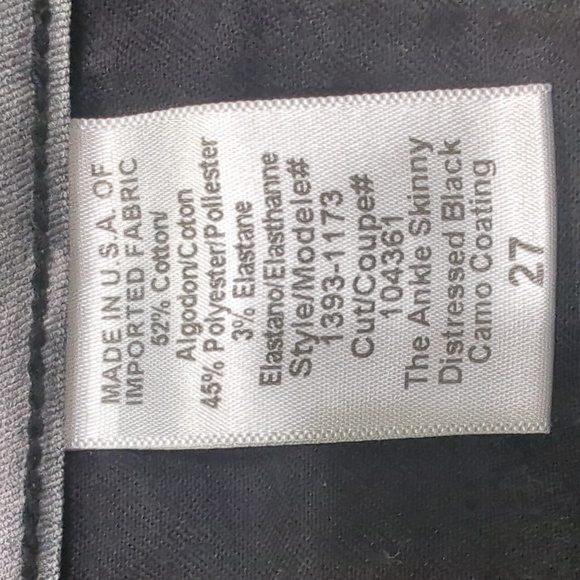 MADE IN U.S.A. OF
IMPORTED FABRIC
52% Cotton/
Algodon/Coton
45% Polyester/Poliester
3% Elastane
Elastano/Elasthanne
Style/Modele#
1393-1173
Cut/Coupe#
104361
The Ankle Skinny
Distressed Black
Camo Coating
27